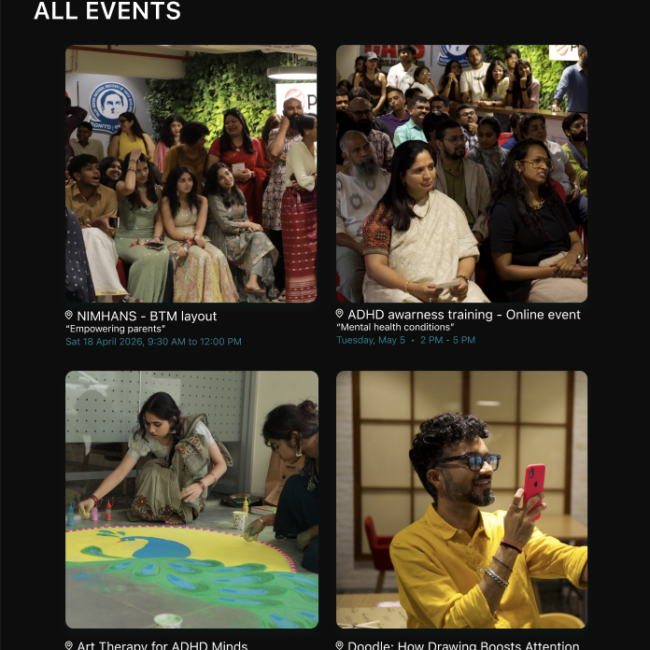 ALL EVENTS
NIMHANS - BTM layout
“Empowering parents”
Sat 18 April 2026, 9:30 AM to 12:00 PM
ADHD awarness training - Online event
“Mental health conditions”
Tuesday, May 5 • 2 PM - 5 PM
Art Therapy for ADHD Minds
Doodle: How Drawing Boosts Attention